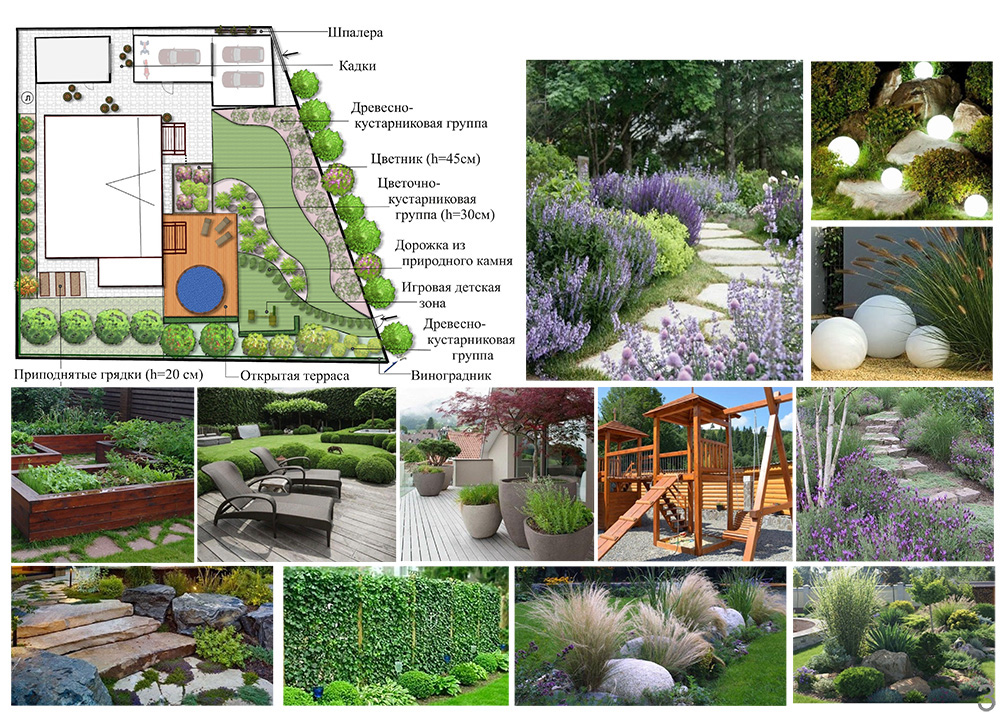 Шпалера
Кадки
Древесно-
кустарниковая группа
Цветник (h=45см)
Цветочно-
кустарниковая
группа (h=30см)
Дорожка из
природного камня
Игровая детская
зона
Древесно-
кустарниковая
группа
Виноградник
Открытая терраса
Приподнятые грядки (h=20 см)
Л